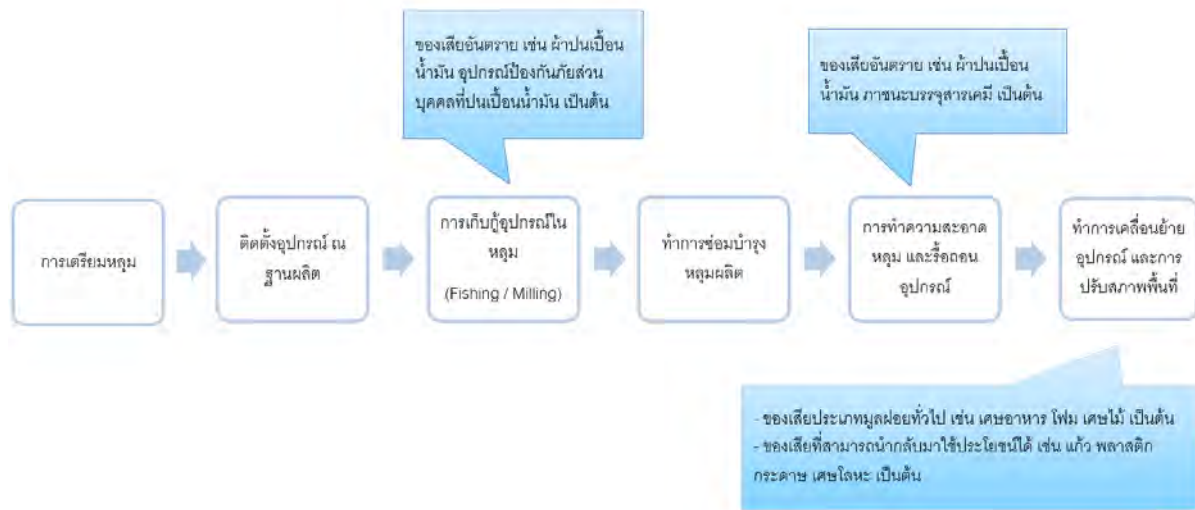 ของเสียอันตราย เช่น ผ้าปนเปื้อน
น้ำมัน อุปกรณ์ป้องกันภัยส่วน
บุคคลที่ปนเปื้อนน้ำมัน เป็นต้น
ของเสียอันตราย เช่น ผ้าปนเปื้อน
น้ำมัน ภาชนะบรรจุสารเคมี เป็นต้น
การเตรียมหลุม
ติดตั้งอุปกรณ์ ณ
ฐานผลิต
การเก็บกู้อุปกรณ์ใน
หลุม
(Fishing / Milling)
ทำการซ่อมบำรุง
หลุมผลิต
การทำความสะอาด
หลุม และรื้อถอน
อุปกรณ์
ทำการเคลื่อนย้าย
อุปกรณ์ และการ
ปรับสภาพพื้นที่
- ของเสียประเภทมูลฝอยทั่วไป เช่น เศษอาหาร โฟม เศษไม้ เป็นต้น
- ของเสียที่สามารถนำกลับมาใช้ประโยชน์ได้ เช่น แก้ว พลาสติก
กระดาษ เศษโลหะ เป็นต้น